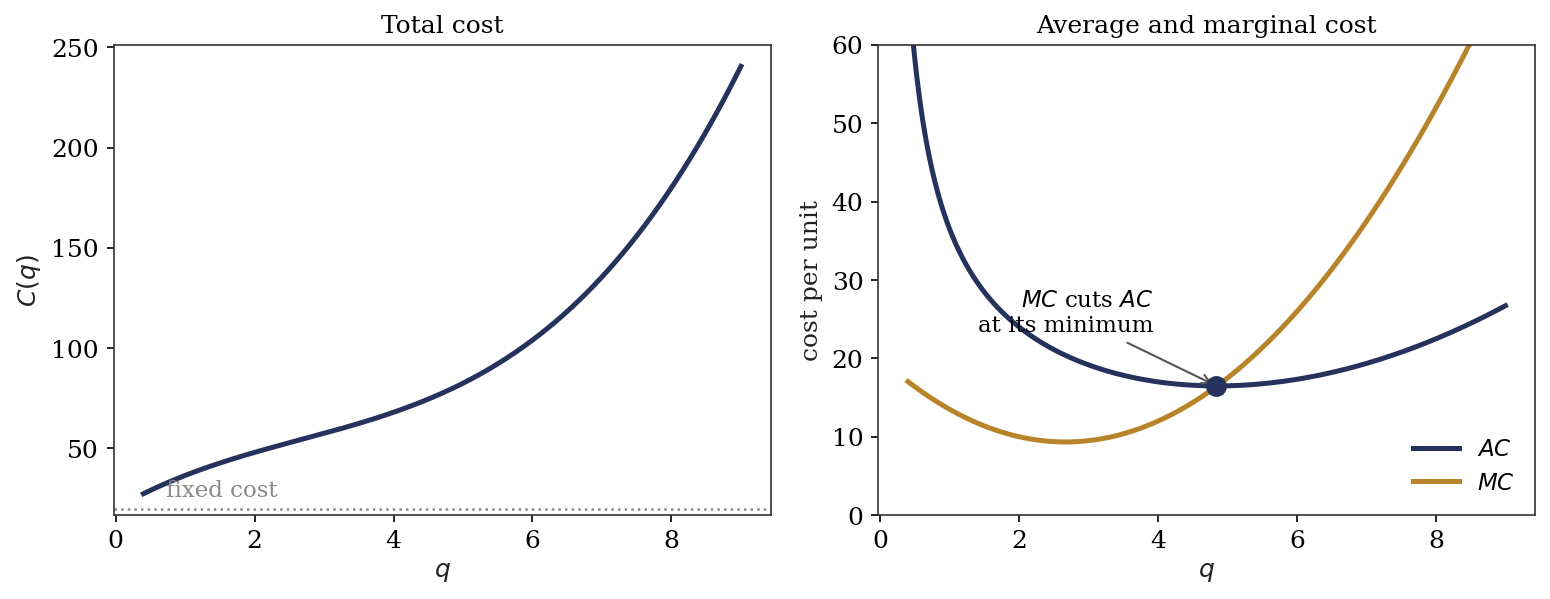 Total cost
250
200
150
100
50
C(q)
fixed cost
0 2 4 6 8
q
Average and marginal cost
60
50
40
30
20
10
0
cost per unit
MC cuts AC
at its minimum
AC
MC
0 2 4 6 8
q